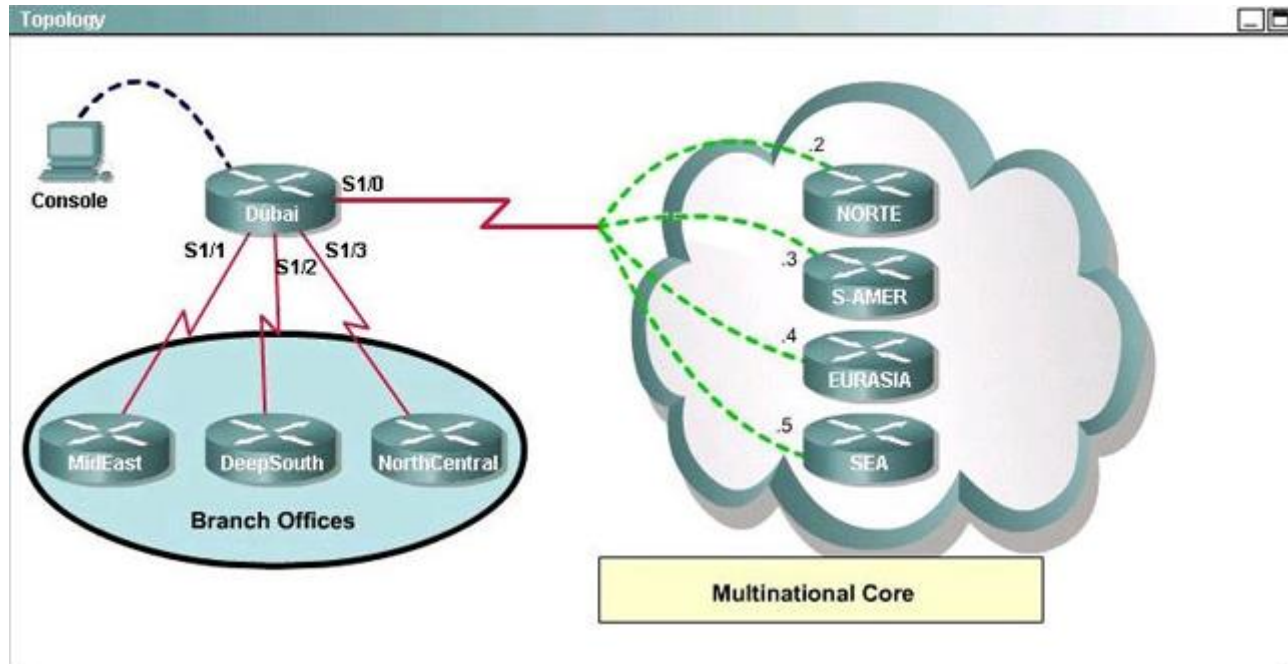 Topology
Console
Dubai
S1/0
S1/1
S1/2
S1/3
MidEast
DeepSouth
NorthCentral
Branch Offices
.2
NORTE
.3
S-AMER
.4
EURASIA
.5
SEA
Multinational Core